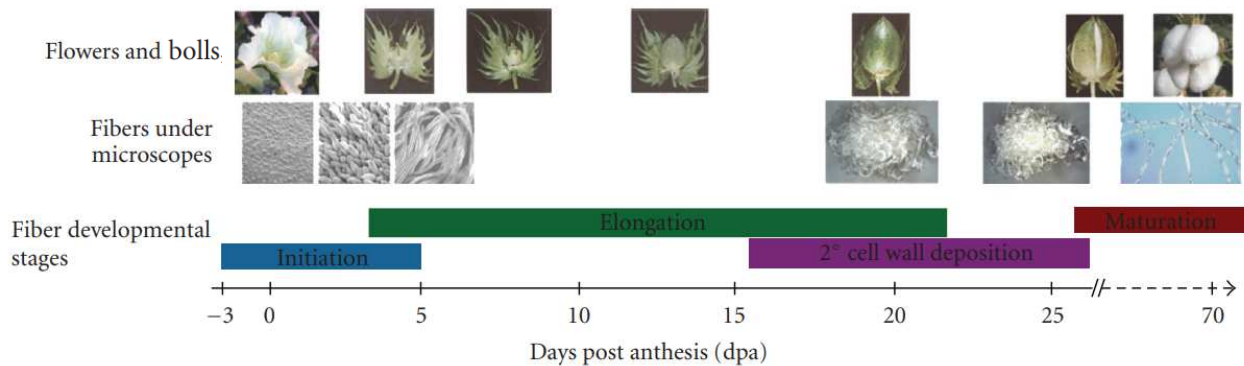 Flowers and bolls
Fibers under
microscopes
Fiber developmental
stages
Elongation
Maturation
Initiation
2° cell wall deposition
−3 0 5 10 15 20 25 70
Days post anthesis (dpa)